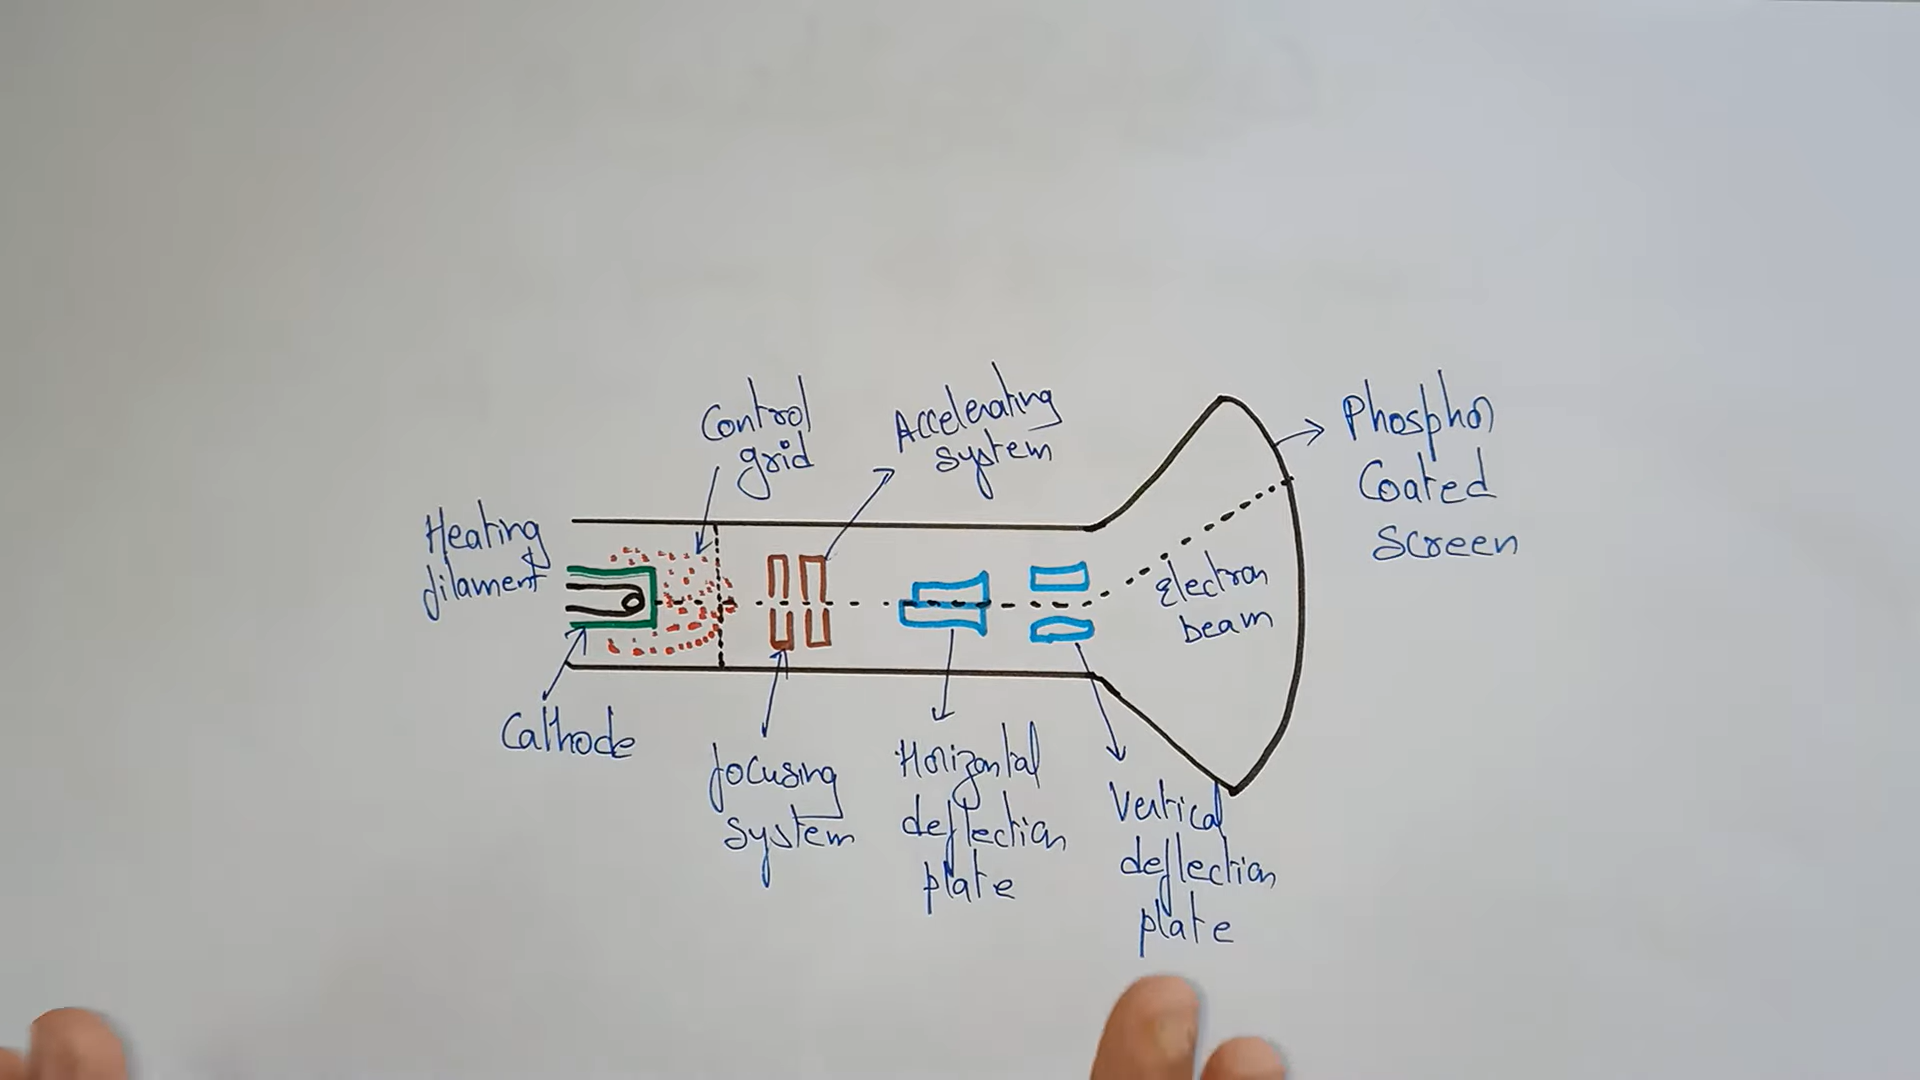 Control
grid
Accelerating
system
Phosphor
Coated
Screen
Heating
filament
Electron
beam
Cathode
focusing
system
Horizontal
deflection
plate
Vertical
deflection
plate